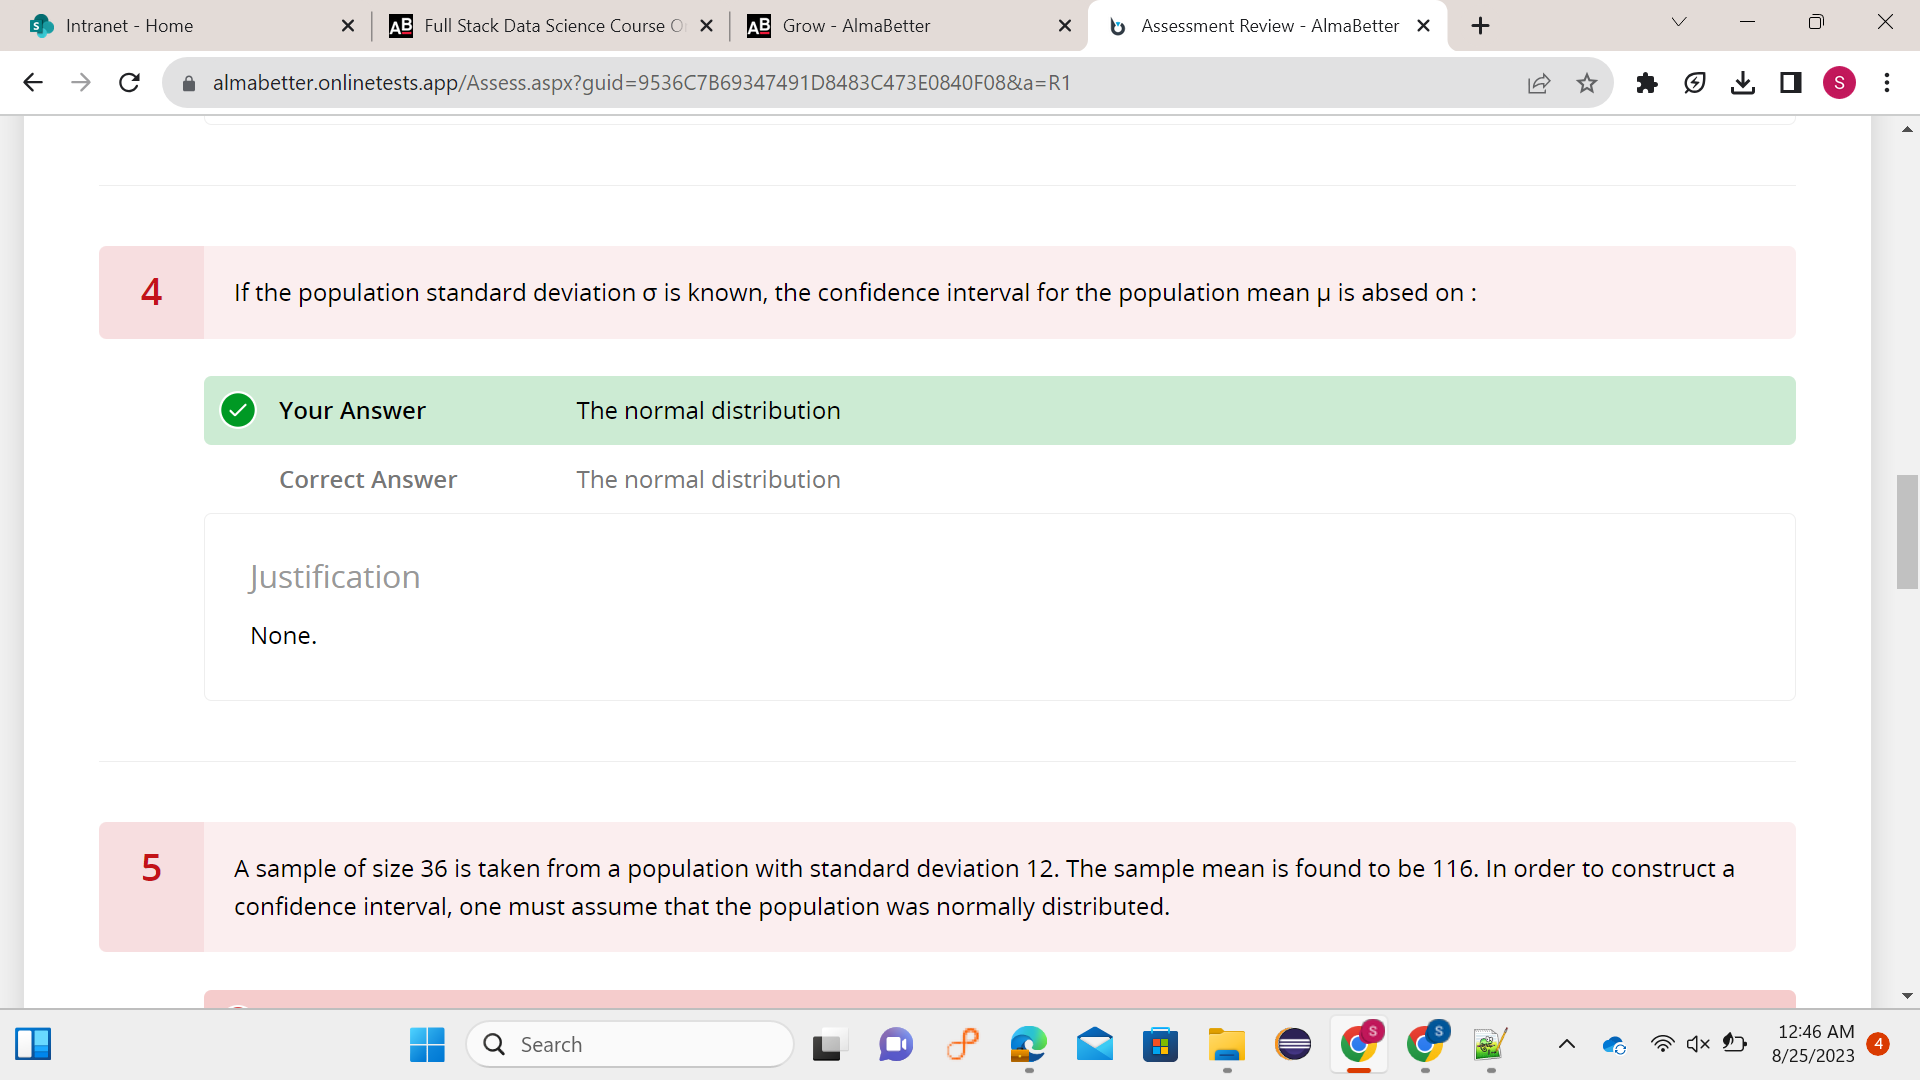 Intranet - Home
AB Full Stack Data Science Course O
AB Grow - AlmaBetter
Assessment Review - AlmaBetter
almabetter.onlinetests.app/Assess.aspx?guid=9536C7B69347491D8483C473E0840F08&a=R1
S
4
If the population standard deviation σ is known, the confidence interval for the population mean μ is absed on :
Your Answer The normal distribution
Correct Answer The normal distribution
Justification
None.
5
A sample of size 36 is taken from a population with standard deviation 12. The sample mean is found to be 116. In order to construct a
confidence interval, one must assume that the population was normally distributed.
Search
S
S
12:46 AM
8/25/2023
4